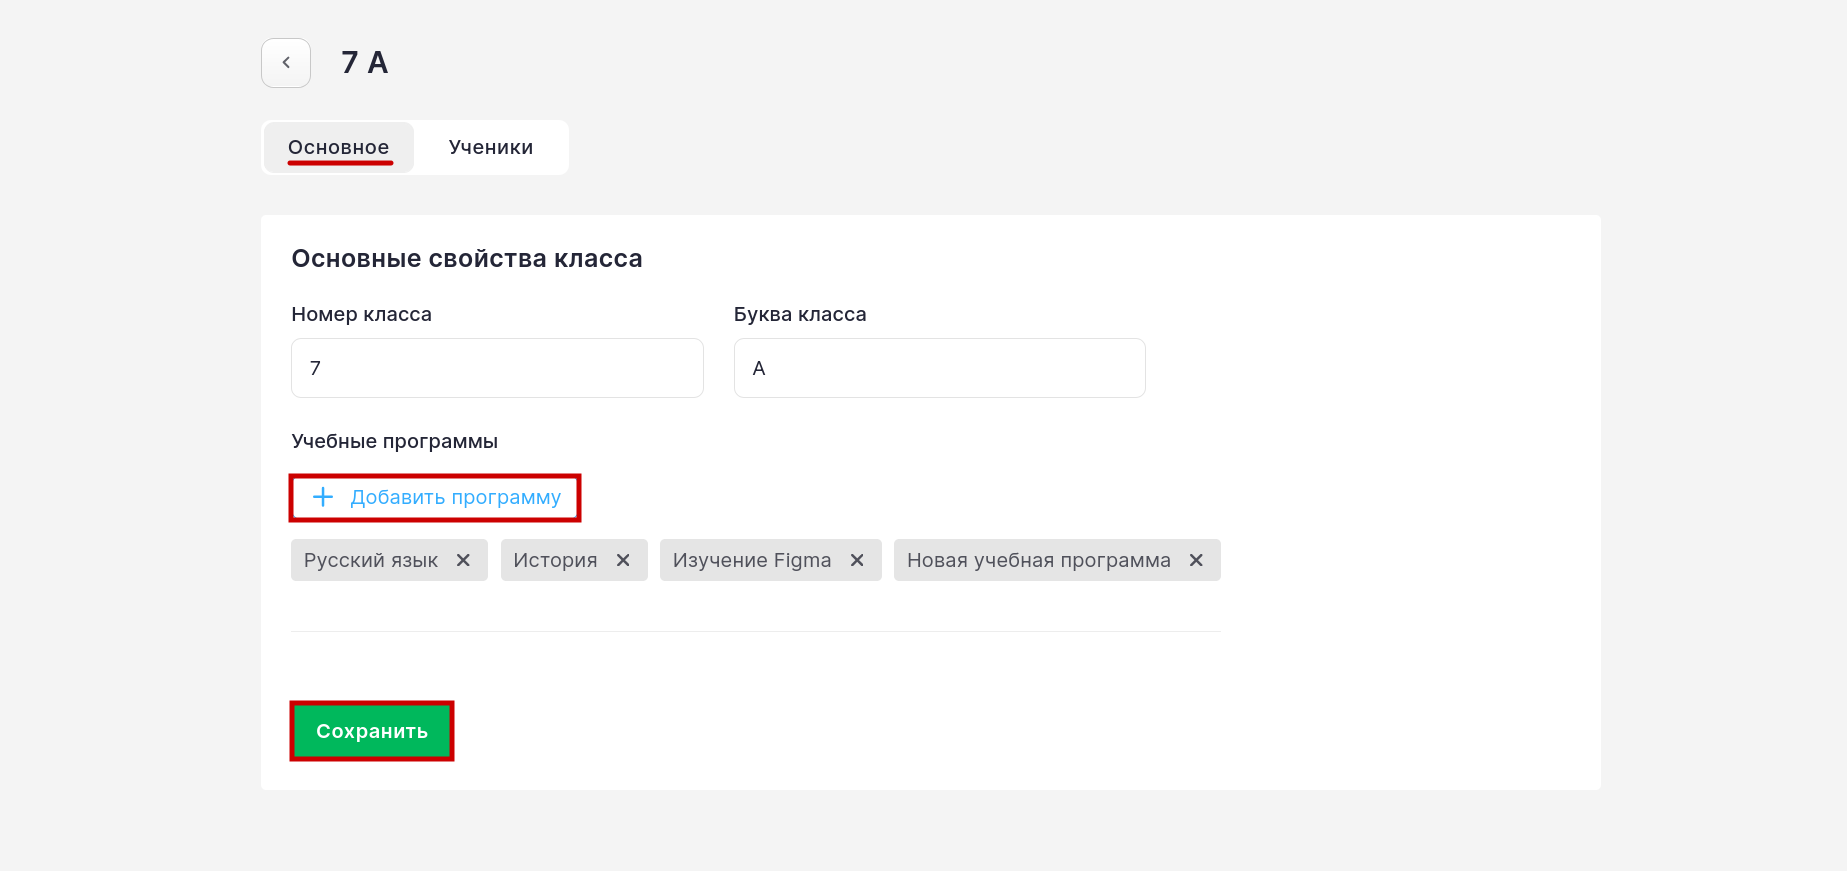 7 А
Основное Ученики
Основные свойства класса
Номер класса Буква класса
7 А
Учебные программы
Добавить программу
Русский язык История Изучение Figma Новая учебная программа
Сохранить